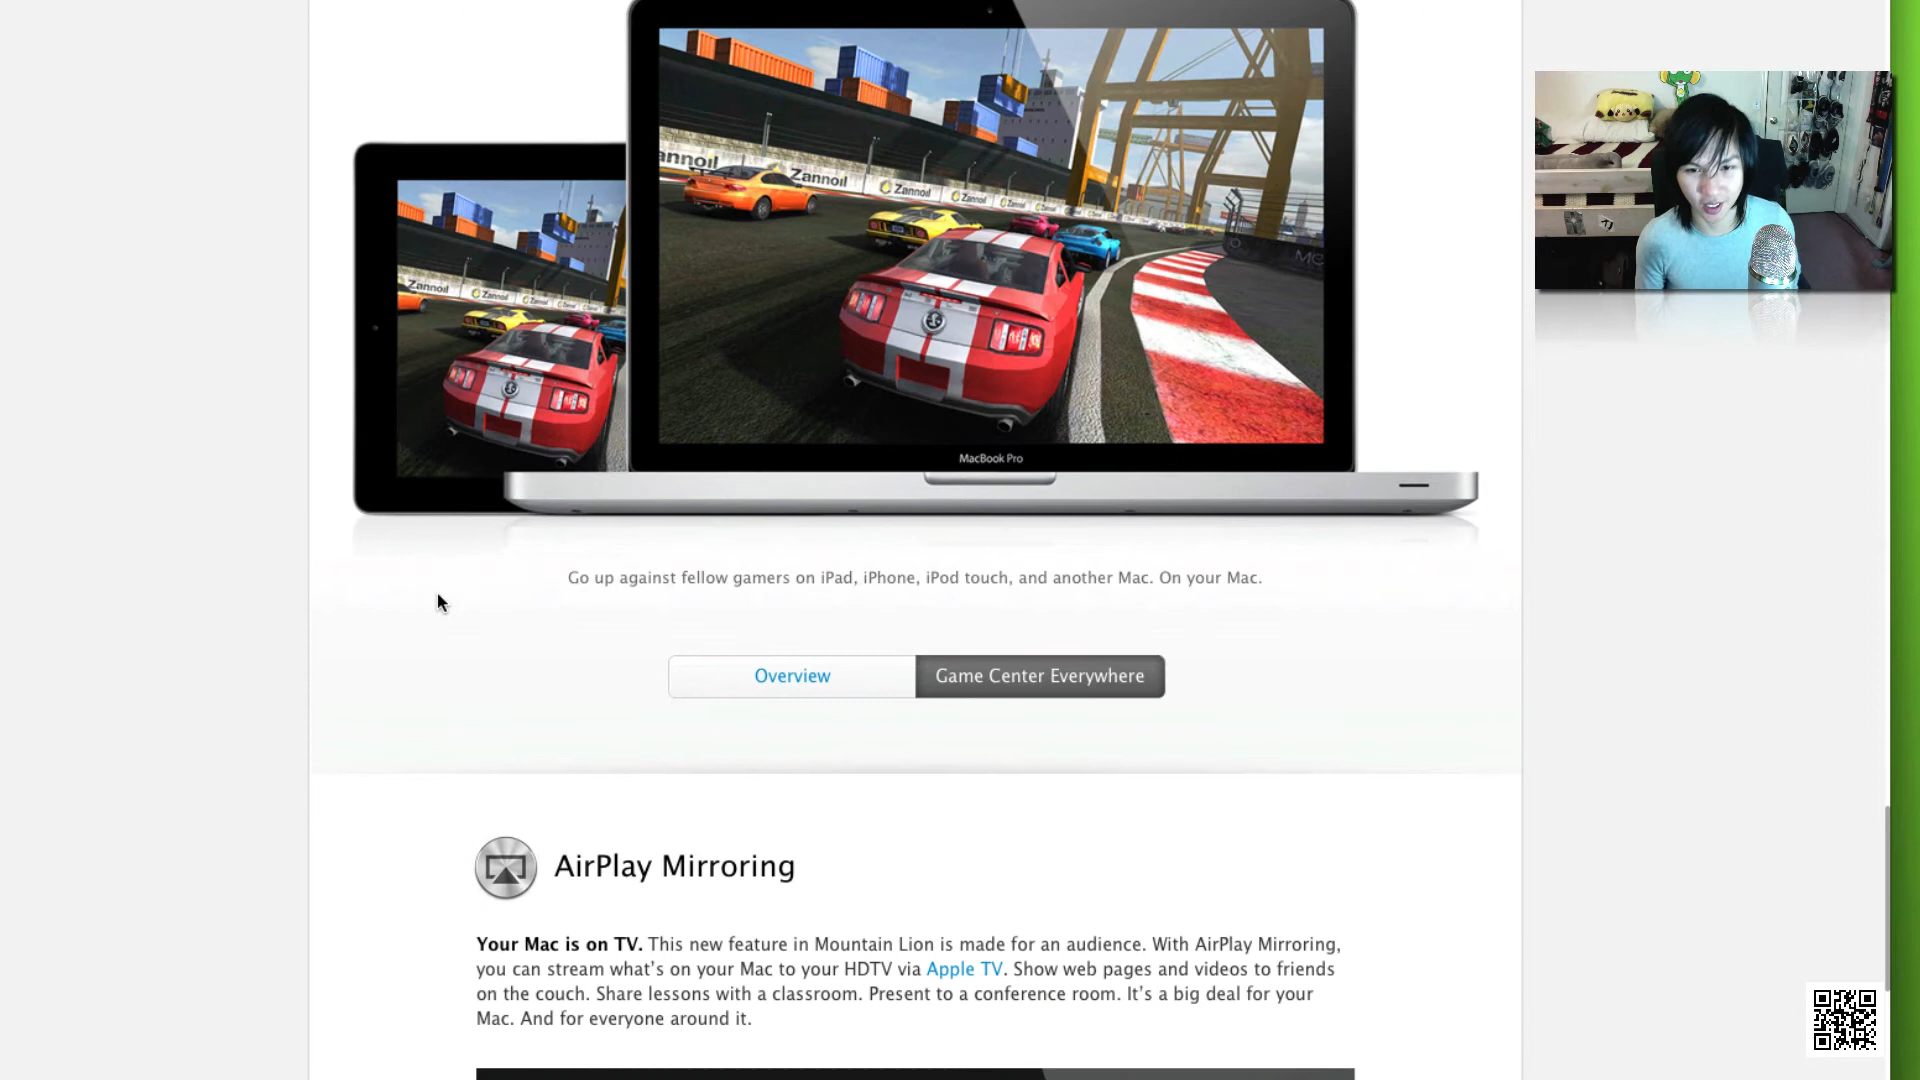 annoil
Zannoil
Zannoil
Zannoil
Zannoil
Zannoil
Zannoil
MacBook Pro
Go up against fellow gamers on iPad, iPhone, iPod touch, and another Mac. On your Mac.
Overview
Game Center Everywhere
AirPlay Mirroring
Your Mac is on TV. This new feature in Mountain Lion is made for an audience. With AirPlay Mirroring,
you can stream what’s on your Mac to your HDTV via Apple TV. Show web pages and videos to friends
on the couch. Share lessons with a classroom. Present to a conference room. It’s a big deal for your
Mac. And for everyone around it.